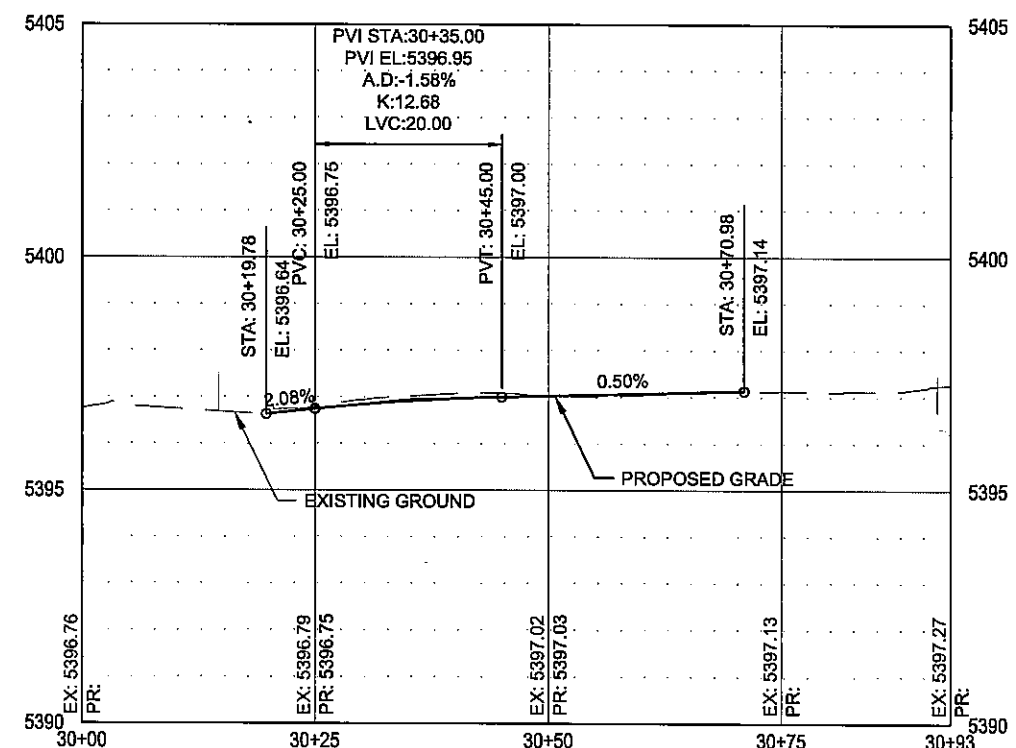 5405
5405
PVI STA:30+35.00
PVI EL:5396.95
A.D:-1.58%
K:12.68
LVC:20.00
PVC: 30+25.00
EL: 5396.75
PVT: 30+45.00
EL: 5397.00
5400
5400
STA: 30+19.78
EL: 5396.64
STA: 30+70.98
EL: 5397.14
2.08%
0.50%
PROPOSED GRADE
EXISTING GROUND
5395
5395
EX: 5396.76
PR:
EX: 5396.79
PR: 5396.75
EX: 5397.02
PR: 5397.03
EX: 5397.13
PR:
EX: 5397.27
PR:
5390
5390
30+00
30+25
30+50
30+75
30+93